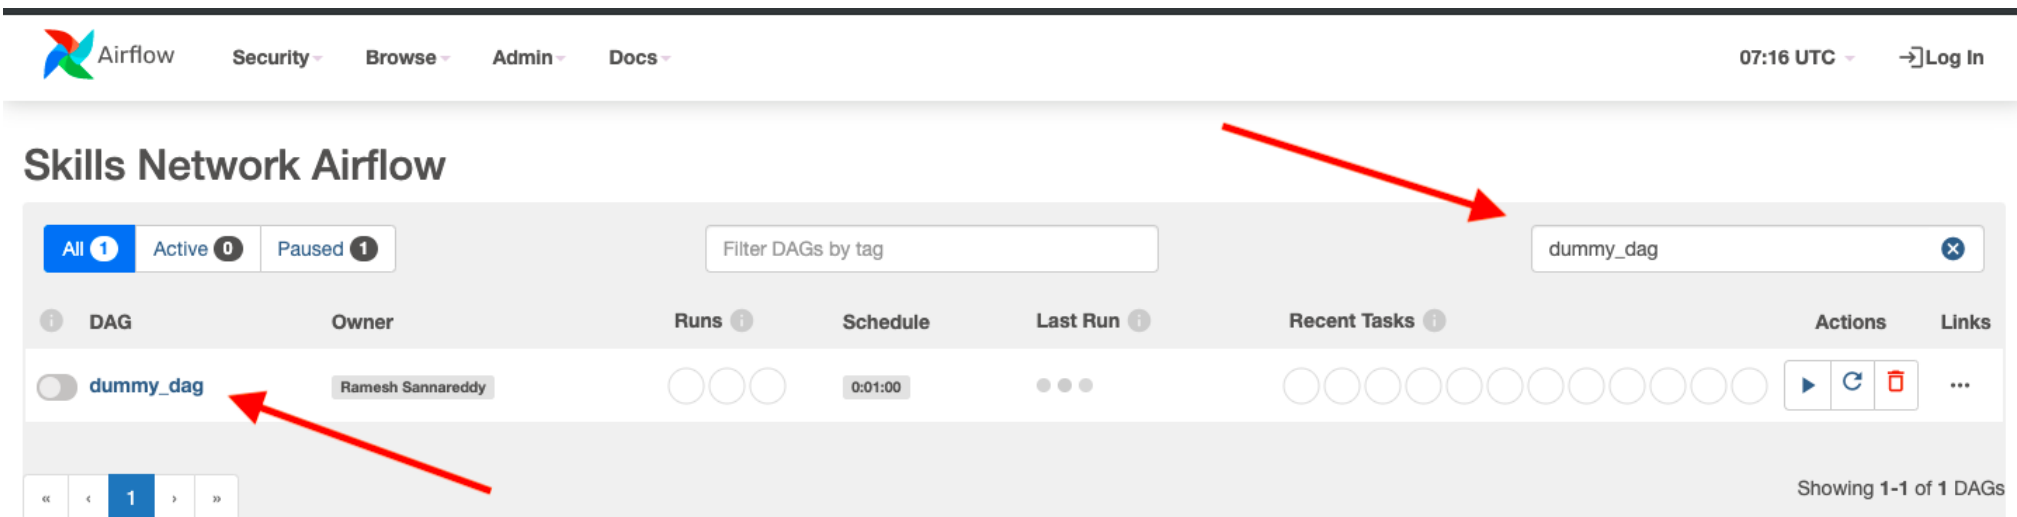 Airflow Security Browse Admin Docs 07:16 UTC Log In
Skills Network Airflow
All 1 Active 0 Paused 1 Filter DAGs by tag dummy_dag
DAG Owner Runs Schedule Last Run Recent Tasks Actions Links
dummy_dag Ramesh Sannareddy 0:01:00
« ‹ 1 › » Showing 1-1 of 1 DAGs